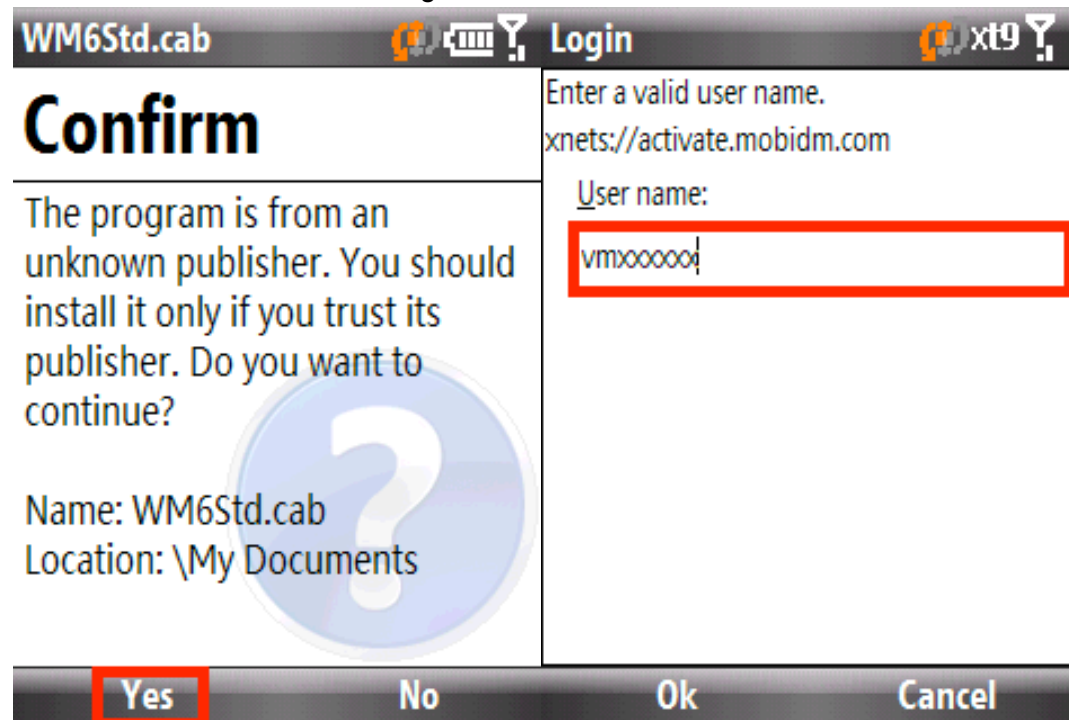 WM6Std.cab
Confirm
The program is from an
unknown publisher. You should
install it only if you trust its
publisher. Do you want to
continue?
Name: WM6Std.cab
Location: \My Documents
Yes No
Login xt9
Enter a valid user name.
xnets://activate.mobidm.com
User name:
vmxxxxxx
Ok Cancel